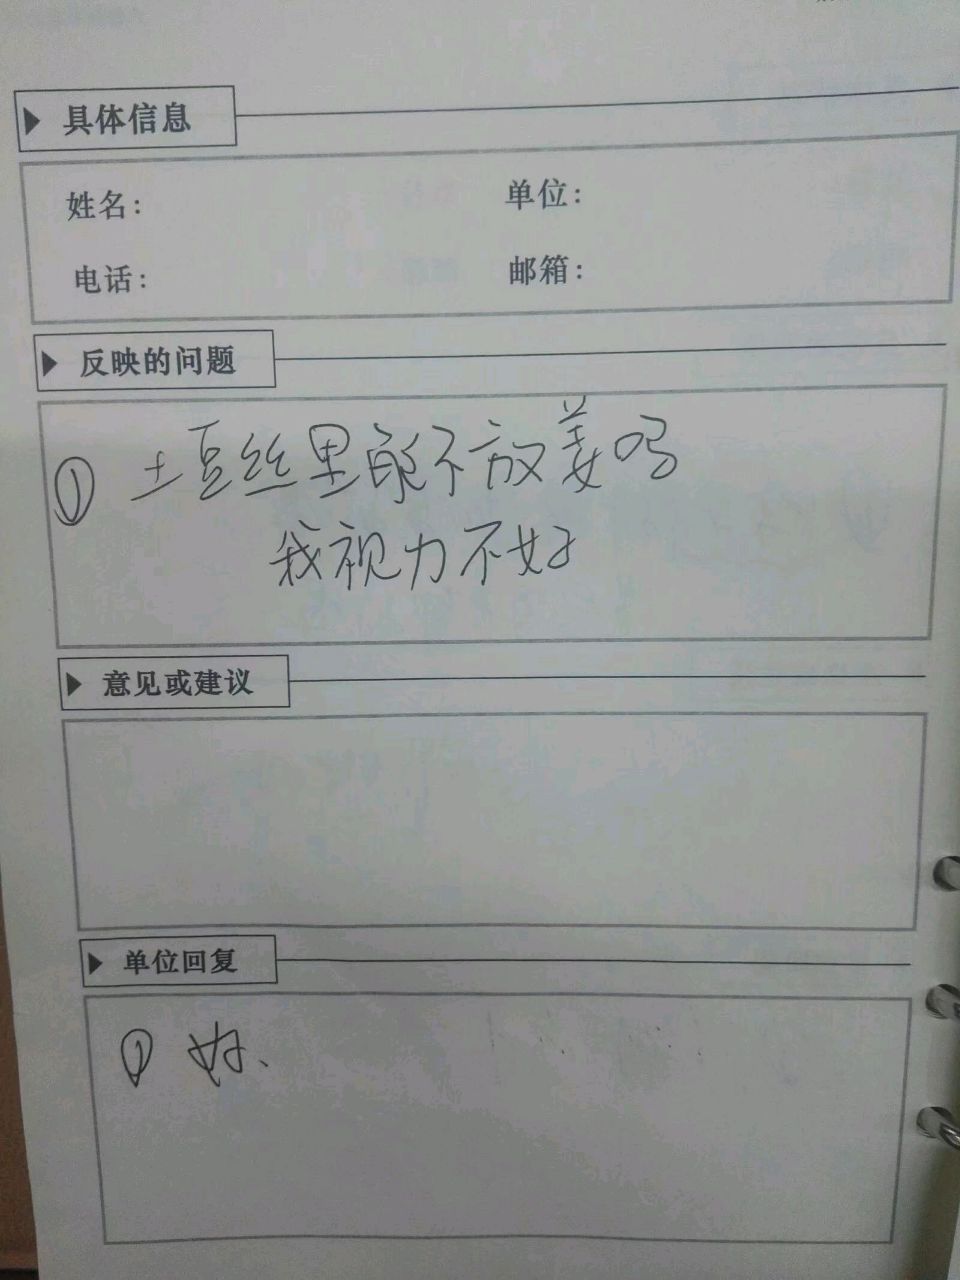 具体信息
姓名: 单位:
电话: 邮箱:
反映的问题
① 土豆丝里能不放姜吗
我视力不好
意见或建议
单位回复
① 好、